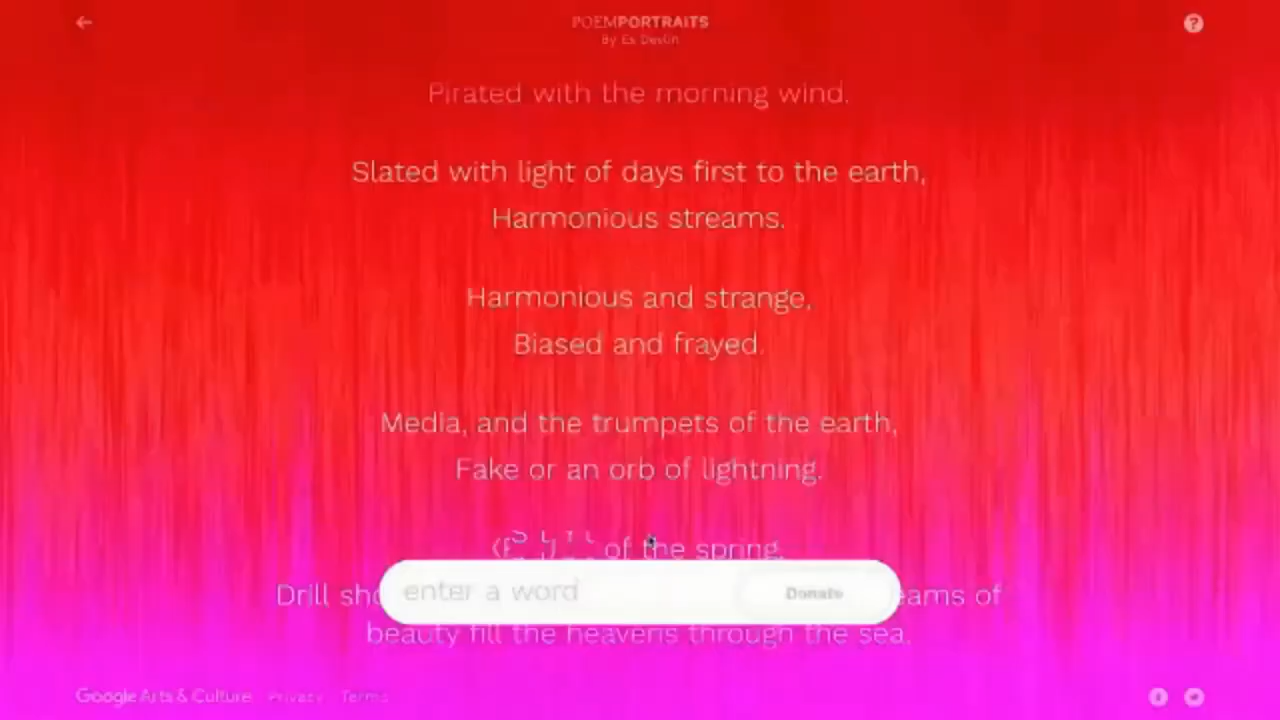 POEMPORTRAITS
By Es Devlin
Pirated with the morning wind.
Slated with light of days first to the earth,
Harmonious streams.
Harmonious and strange,
Biased and frayed.
Media, and the trumpets of the earth,
Fake or an orb of lightning.
of the spring.
enter a word
Donate
Drill
of
beauty fill the heavens through the sea.
Google Arts & Culture Privacy Terms